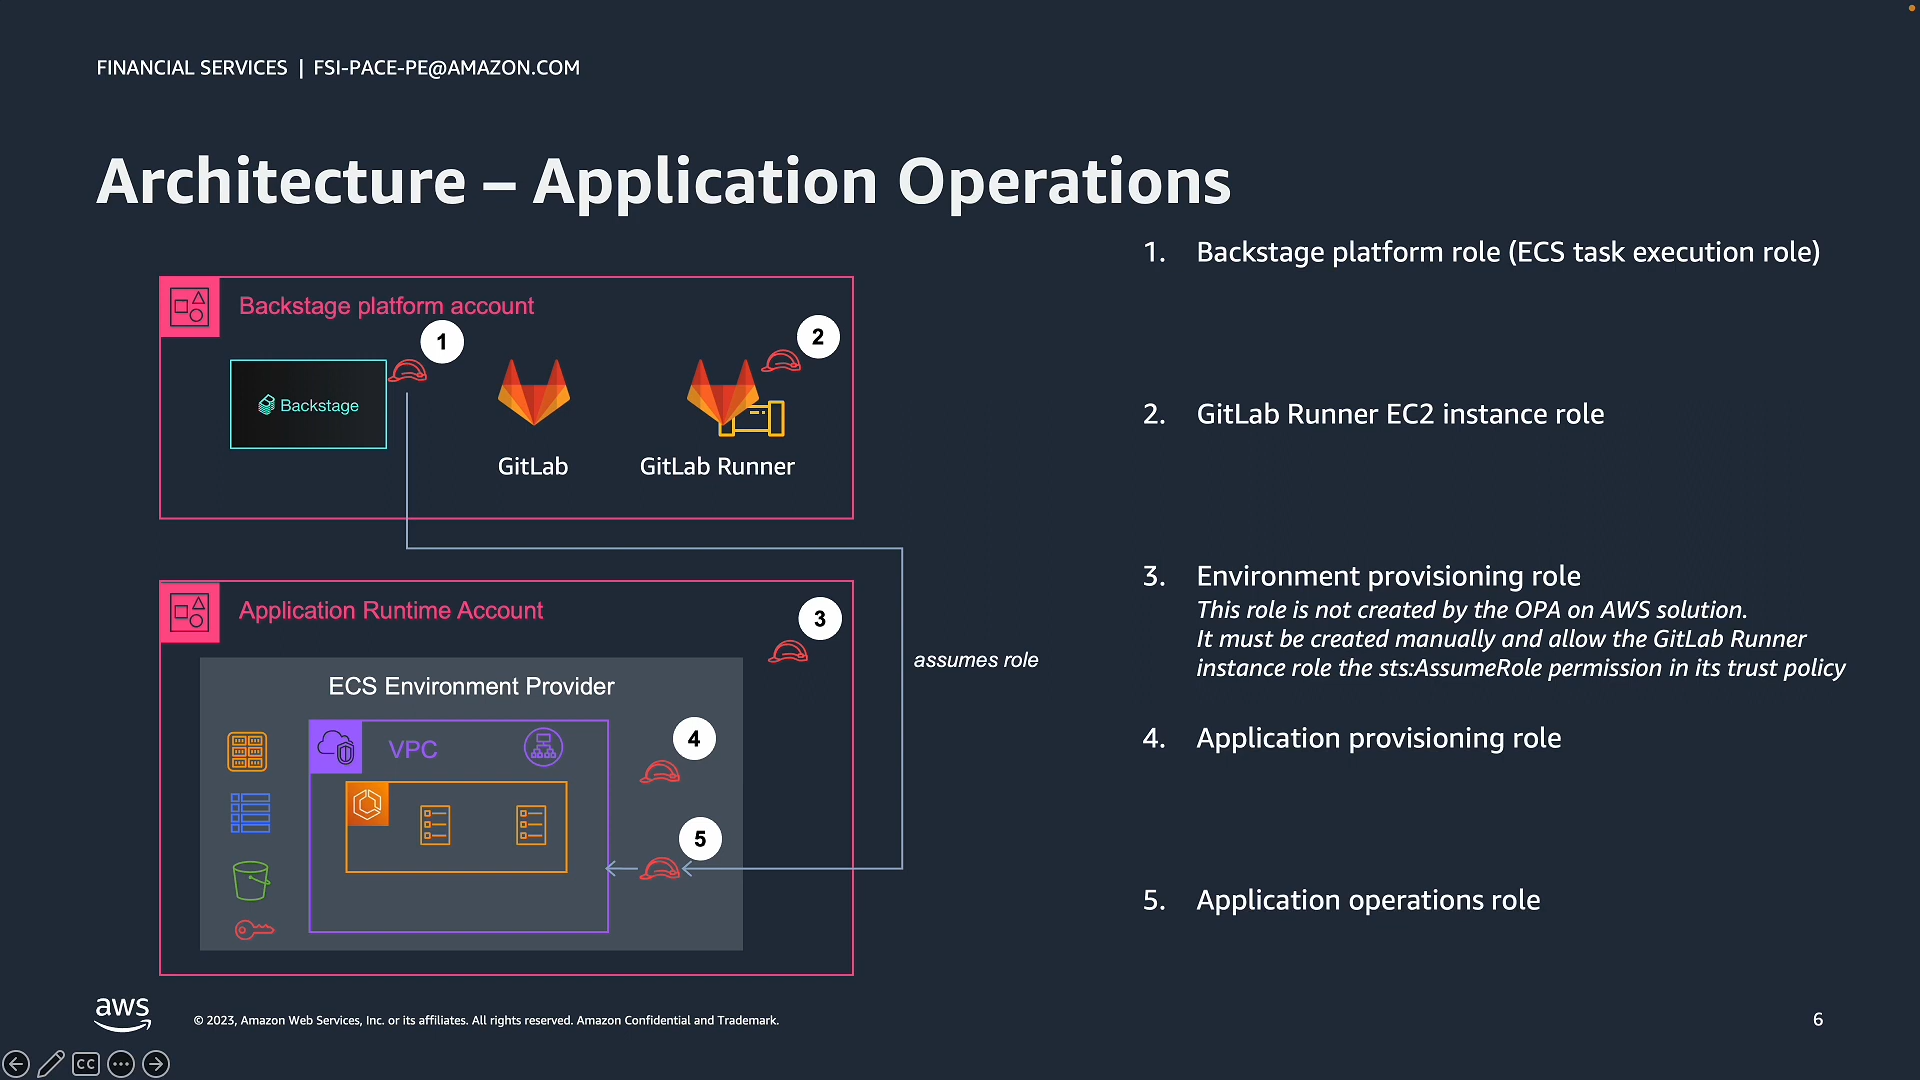 FINANCIAL SERVICES | FSI-PACE-PE@AMAZON.COM
Architecture – Application Operations
Backstage platform account
1
2
Backstage
GitLab
GitLab Runner
Application Runtime Account
3
assumes role
ECS Environment Provider
VPC
4
5
1. Backstage platform role (ECS task execution role)
2. GitLab Runner EC2 instance role
3. Environment provisioning role
This role is not created by the OPA on AWS solution.
It must be created manually and allow the GitLab Runner
instance role the sts:AssumeRole permission in its trust policy
4. Application provisioning role
5. Application operations role
aws
© 2023, Amazon Web Services, Inc. or its affiliates. All rights reserved. Amazon Confidential and Trademark.
6
CC